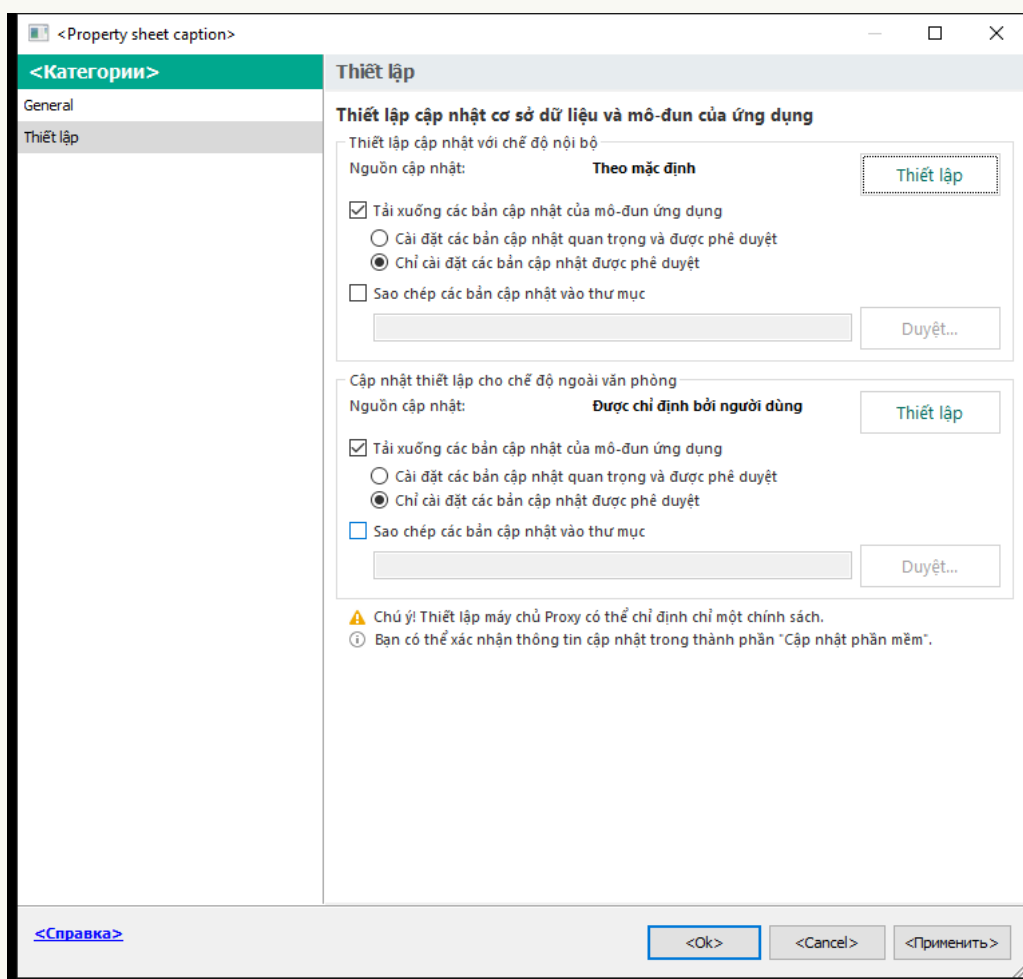 <Property sheet caption>
<Категории>
General
Thiết lập
Thiết lập
Thiết lập cập nhật cơ sở dữ liệu và mô-đun của ứng dụng
Thiết lập cập nhật với chế độ nội bộ
Nguồn cập nhật: Theo mặc định Thiết lập
Tải xuống các bản cập nhật của mô-đun ứng dụng
Cài đặt các bản cập nhật quan trọng và được phê duyệt
Chỉ cài đặt các bản cập nhật được phê duyệt
Sao chép các bản cập nhật vào thư mục
Duyệt...
Cập nhật thiết lập cho chế độ ngoài văn phòng
Nguồn cập nhật: Được chỉ định bởi người dùng Thiết lập
Tải xuống các bản cập nhật của mô-đun ứng dụng
Cài đặt các bản cập nhật quan trọng và được phê duyệt
Chỉ cài đặt các bản cập nhật được phê duyệt
Sao chép các bản cập nhật vào thư mục
Duyệt...
Chú ý! Thiết lập máy chủ Proxy có thể chỉ định chỉ một chính sách.
Bạn có thể xác nhận thông tin cập nhật trong thành phần "Cập nhật phần mềm".
<Справка>
<Ok> <Cancel> <Применить>